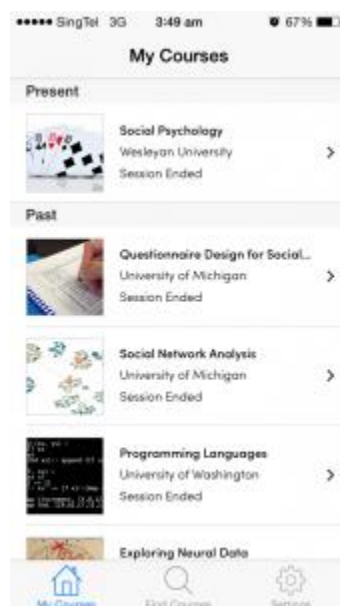 SingTel 3G 3:49 am 67%
My Courses
Present
Social Psychology
Wesleyan University
Session Ended
Past
Questionnaire Design for Social...
University of Michigan
Session Ended
Social Network Analysis
University of Michigan
Session Ended
Programming Languages
University of Washington
Session Ended
Exploring Neural Data
My Courses Find Courses Settings